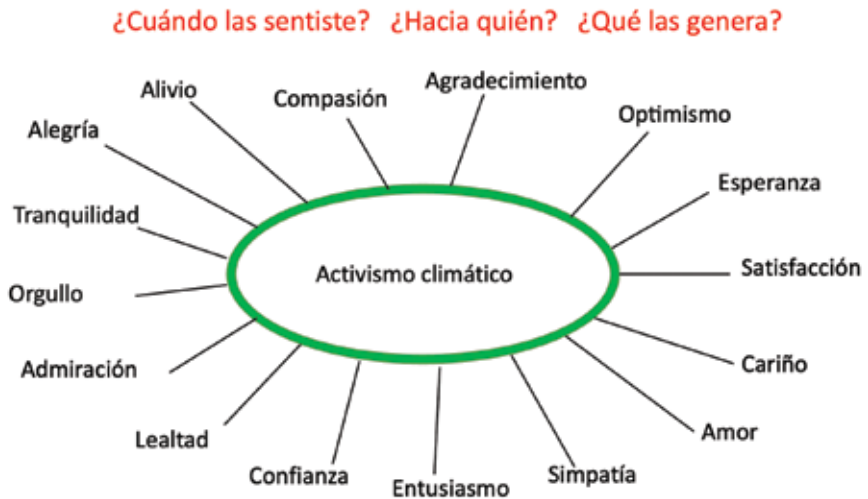 ¿Cuándo las sentiste? ¿Hacia quién? ¿Qué las genera?
Agradecimiento
Alivio
Compasión
Optimismo
Alegría
Esperanza
Tranquilidad
Satisfacción
Activismo climático
Orgullo
Cariño
Admiración
Amor
Lealtad
Confianza
Simpatía
Entusiasmo